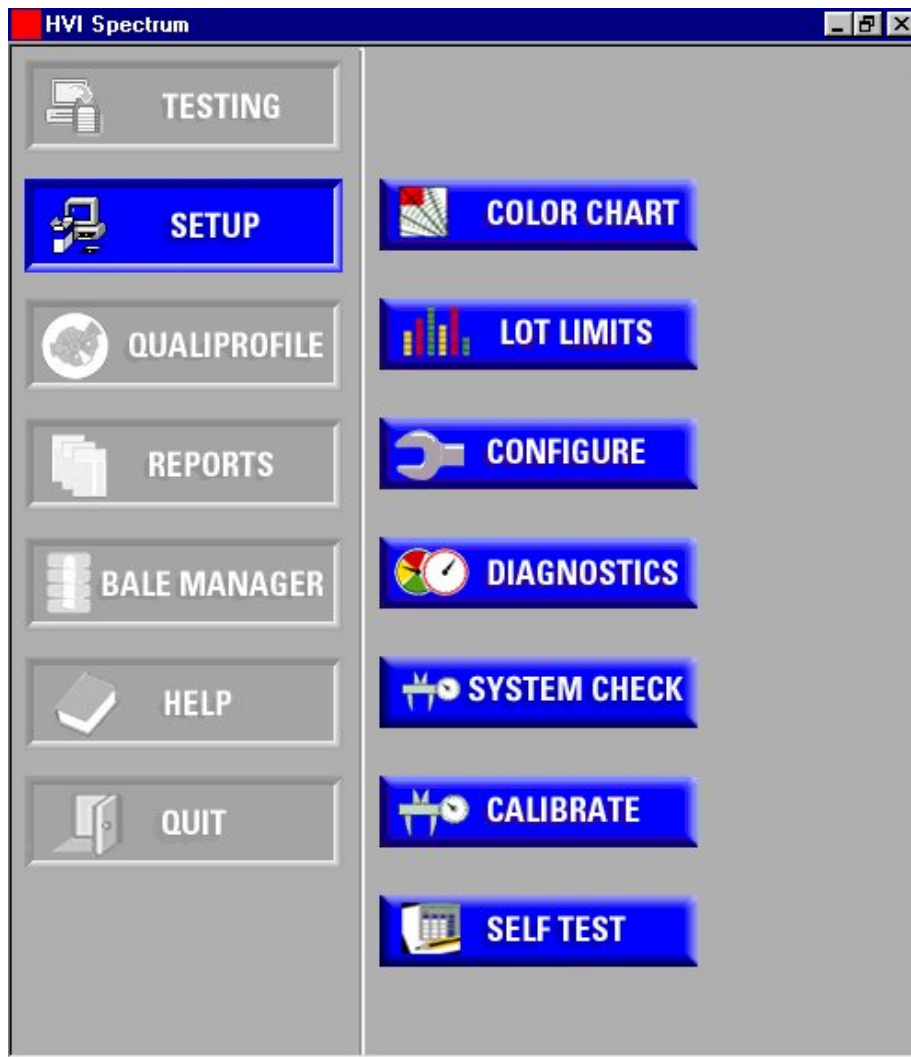 HVI Spectrum
TESTING
SETUP
QUALIPROFILE
REPORTS
BALE MANAGER
HELP
QUIT
COLOR CHART
LOT LIMITS
CONFIGURE
DIAGNOSTICS
SYSTEM CHECK
CALIBRATE
SELF TEST